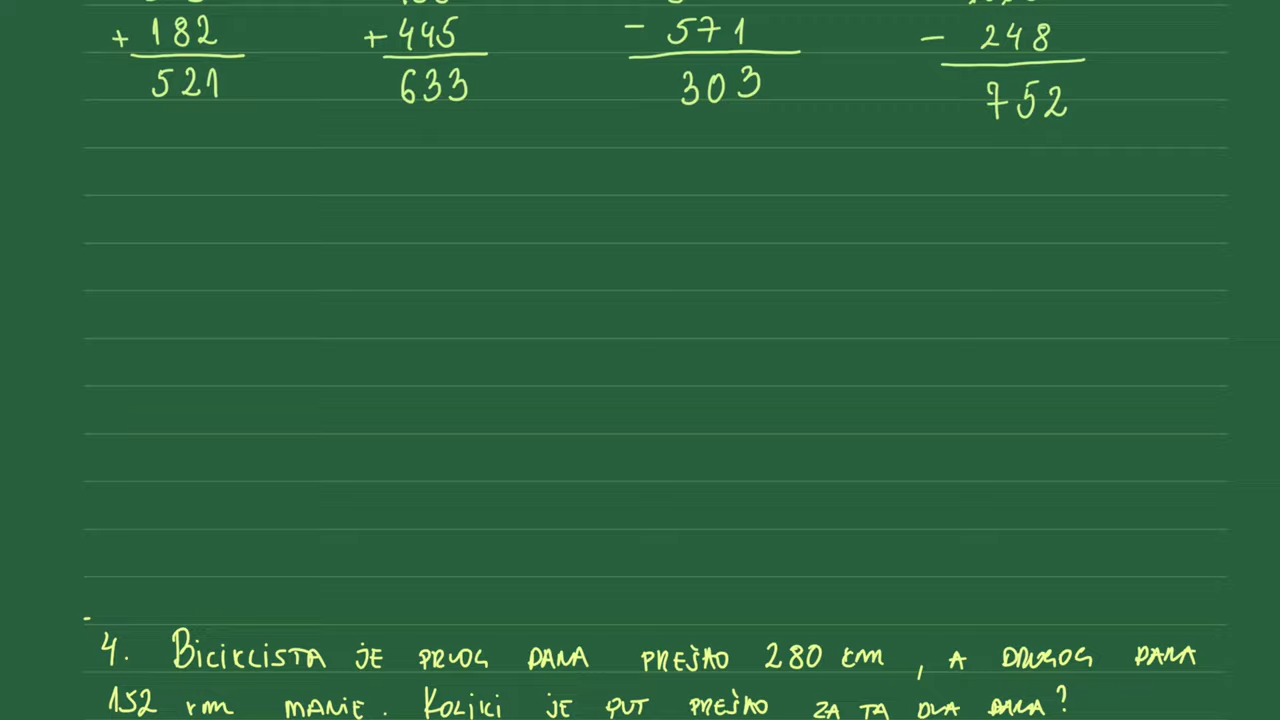 + 182 + 445 - 571 - 248
521 633 303 752
4. BICIKLISTA JE PRVOG DANA PREŠAO 280 km, A DRUGOG DANA
152 km MANJE. KOLIKI JE PUT PREŠAO ZA TA DVA DANA?